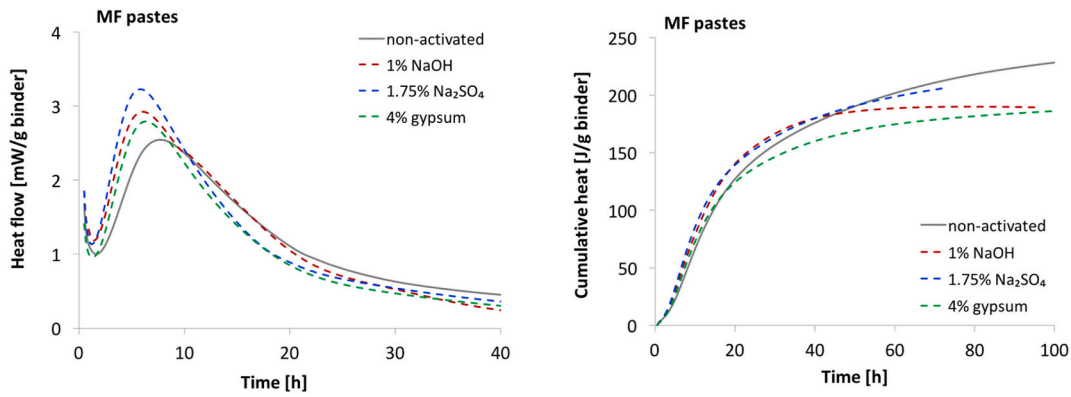 MF pastes
4
3
2
1
0
Heat flow [mW/g binder]
0 10 20 30 40
Time [h]
non-activated
1% NaOH
1.75% Na₂SO₄
4% gypsum
MF pastes
250
200
150
100
50
0
Cumulative heat [J/g binder]
0 20 40 60 80 100
Time [h]
non-activated
1% NaOH
1.75% Na₂SO₄
4% gypsum